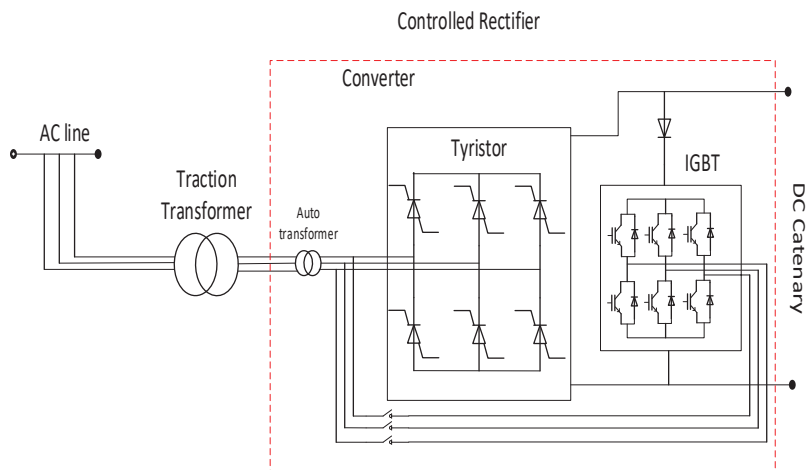 Controlled Rectifier
Converter
AC line
Tyristor
IGBT
Traction
Transformer
Auto
transformer
DC Catenary